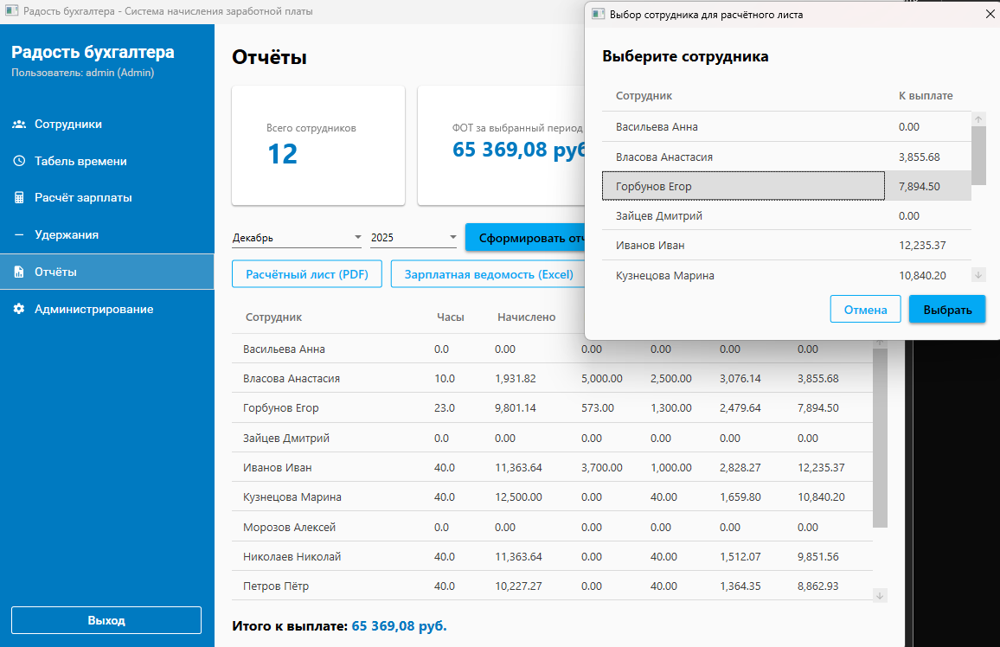 Радость бухгалтера - Система начисления заработной платы
Радость бухгалтера
Пользователь: admin (Admin)
Сотрудники
Табель времени
Расчёт зарплаты
Удержания
Отчёты
Администрирование
Выход
Отчёты
Всего сотрудников
12
ФОТ за выбранный период
65 369,08 руб
Декабрь 2025 Сформировать отч
Расчётный лист (PDF) Зарплатная ведомость (Excel)
Сотрудник Часы Начислено
Васильева Анна 0.0 0.00 0.00 0.00 0.00 0.00
Власова Анастасия 10.0 1,931.82 5,000.00 2,500.00 3,076.14 3,855.68
Горбунов Егор 23.0 9,801.14 573.00 1,300.00 2,479.64 7,894.50
Зайцев Дмитрий 0.0 0.00 0.00 0.00 0.00 0.00
Иванов Иван 40.0 11,363.64 3,700.00 1,000.00 2,828.27 12,235.37
Кузнецова Марина 40.0 12,500.00 0.00 40.00 1,659.80 10,840.20
Морозов Алексей 0.0 0.00 0.00 0.00 0.00 0.00
Николаев Николай 40.0 11,363.64 0.00 40.00 1,512.07 9,851.56
Петров Пётр 40.0 10,227.27 0.00 40.00 1,364.35 8,862.93
Итого к выплате: 65 369,08 руб.
Выбор сотрудника для расчётного листа
Выберите сотрудника
Сотрудник К выплате
Васильева Анна 0.00
Власова Анастасия 3,855.68
Горбунов Егор 7,894.50
Зайцев Дмитрий 0.00
Иванов Иван 12,235.37
Кузнецова Марина 10,840.20
Отмена Выбрать